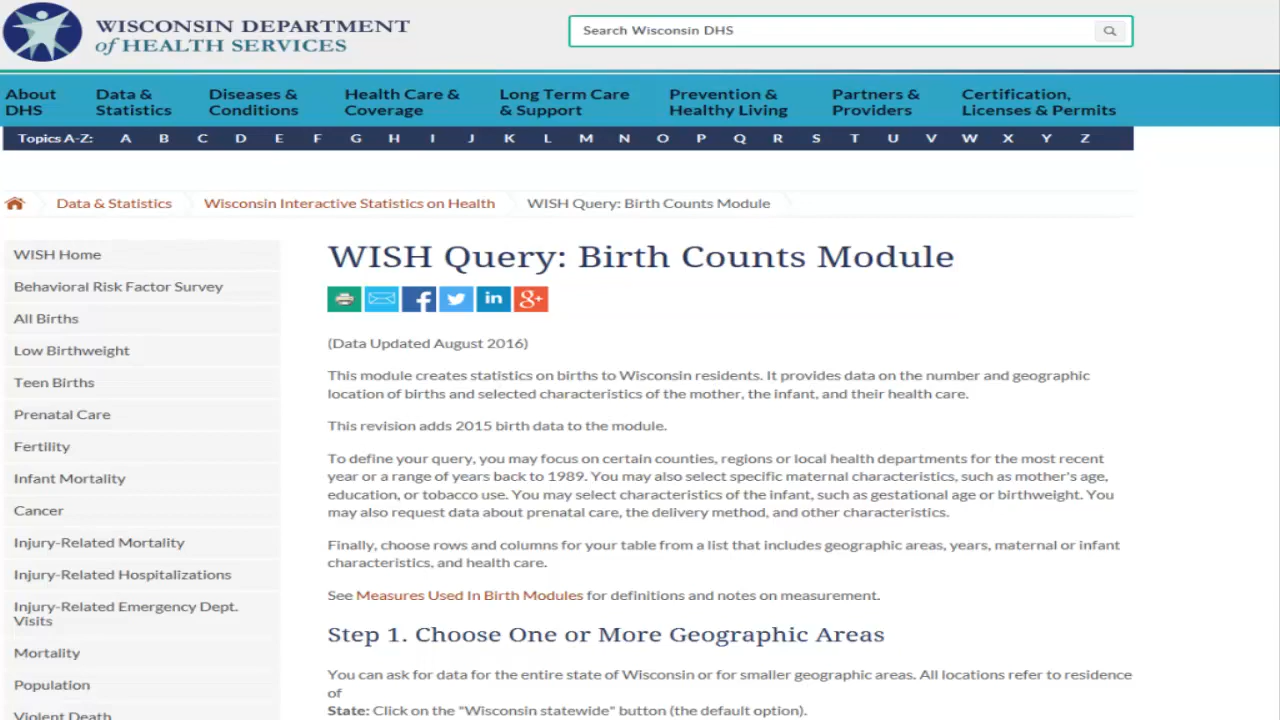 WISCONSIN DEPARTMENT
of HEALTH SERVICES
Search Wisconsin DHS
About
DHS
Data &
Statistics
Diseases &
Conditions
Health Care &
Coverage
Long Term Care
& Support
Prevention &
Healthy Living
Partners &
Providers
Certification,
Licenses & Permits
Topics A-Z: A B C D E F G H I J K L M N O P Q R S T U V W X Y Z
Data & Statistics Wisconsin Interactive Statistics on Health WISH Query: Birth Counts Module
WISH Home
Behavioral Risk Factor Survey
All Births
Low Birthweight
Teen Births
Prenatal Care
Fertility
Infant Mortality
Cancer
Injury-Related Mortality
Injury-Related Hospitalizations
Injury-Related Emergency Dept.
Visits
Mortality
Population
Violent Death
WISH Query: Birth Counts Module
f in g+
(Data Updated August 2016)
This module creates statistics on births to Wisconsin residents. It provides data on the number and geographic
location of births and selected characteristics of the mother, the infant, and their health care.
This revision adds 2015 birth data to the module.
To define your query, you may focus on certain counties, regions or local health departments for the most recent
year or a range of years back to 1989. You may also select specific maternal characteristics, such as mother's age,
education, or tobacco use. You may select characteristics of the infant, such as gestational age or birthweight. You
may also request data about prenatal care, the delivery method, and other characteristics.
Finally, choose rows and columns for your table from a list that includes geographic areas, years, maternal or infant
characteristics, and health care.
See Measures Used In Birth Modules for definitions and notes on measurement.
Step 1. Choose One or More Geographic Areas
You can ask for data for the entire state of Wisconsin or for smaller geographic areas. All locations refer to residence
of
State: Click on the "Wisconsin statewide" button (the default option).